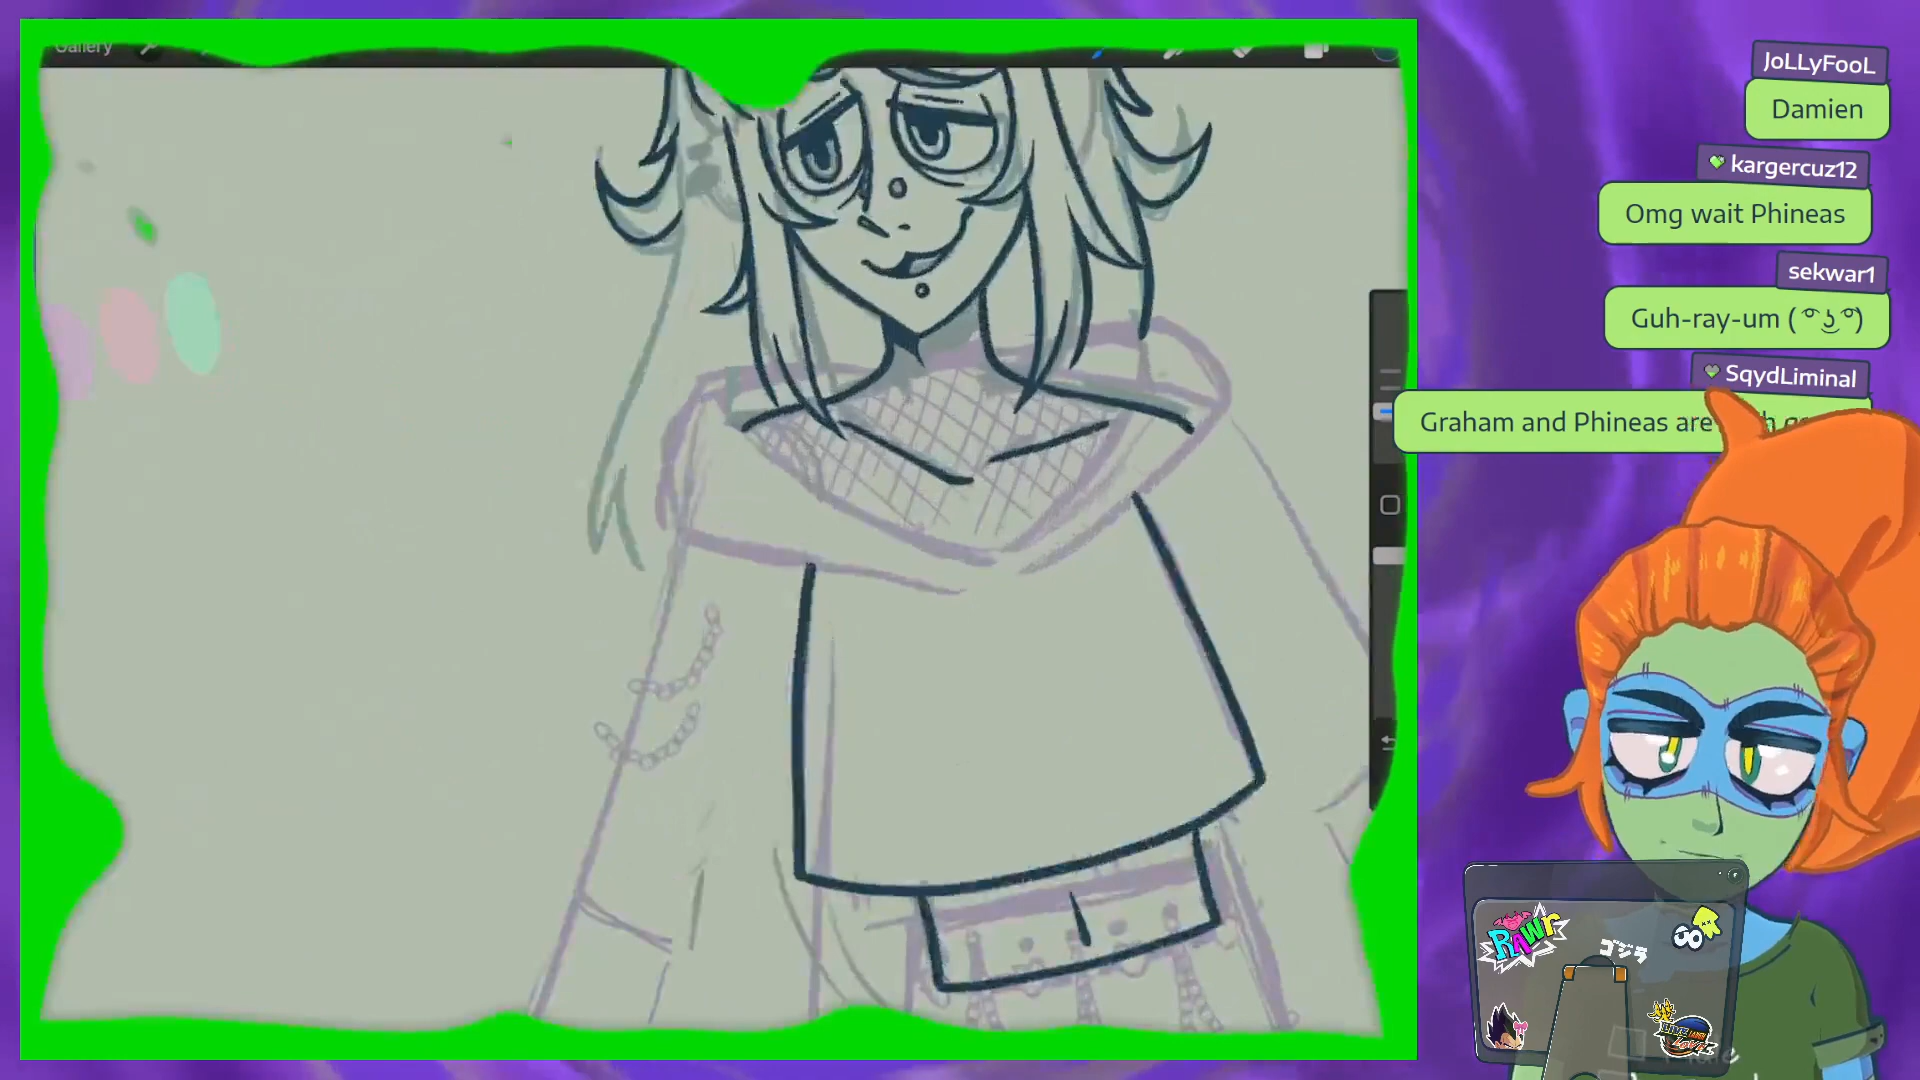 Gallery
JoLLyFooL
Damien
kargercuz12
Omg wait Phineas
sekwar1
Guh-ray-um ( ͡° ͜ʖ ͡°)
SqydLiminal
Graham and Phineas are
RAWr
ゴジラ